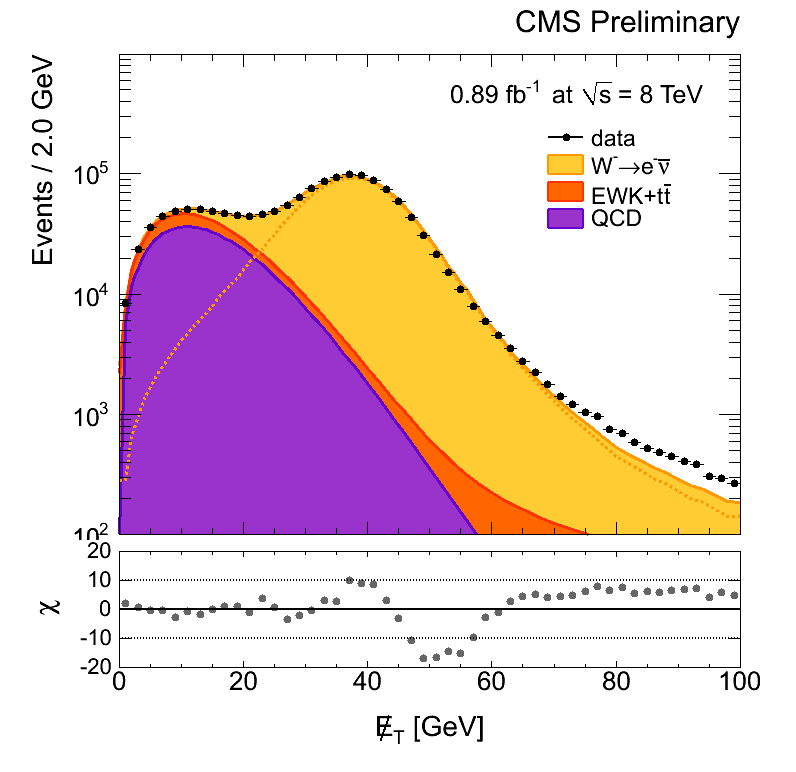 CMS Preliminary
0.89 fb⁻¹ at √s = 8 TeV
data
W⁻→e⁻ν̅
EWK+tt̅
QCD
Events / 2.0 GeV
10⁵
10⁴
10³
10²
χ
20
10
0
-10
-20
0 20 40 60 80 100
E̸_T [GeV]